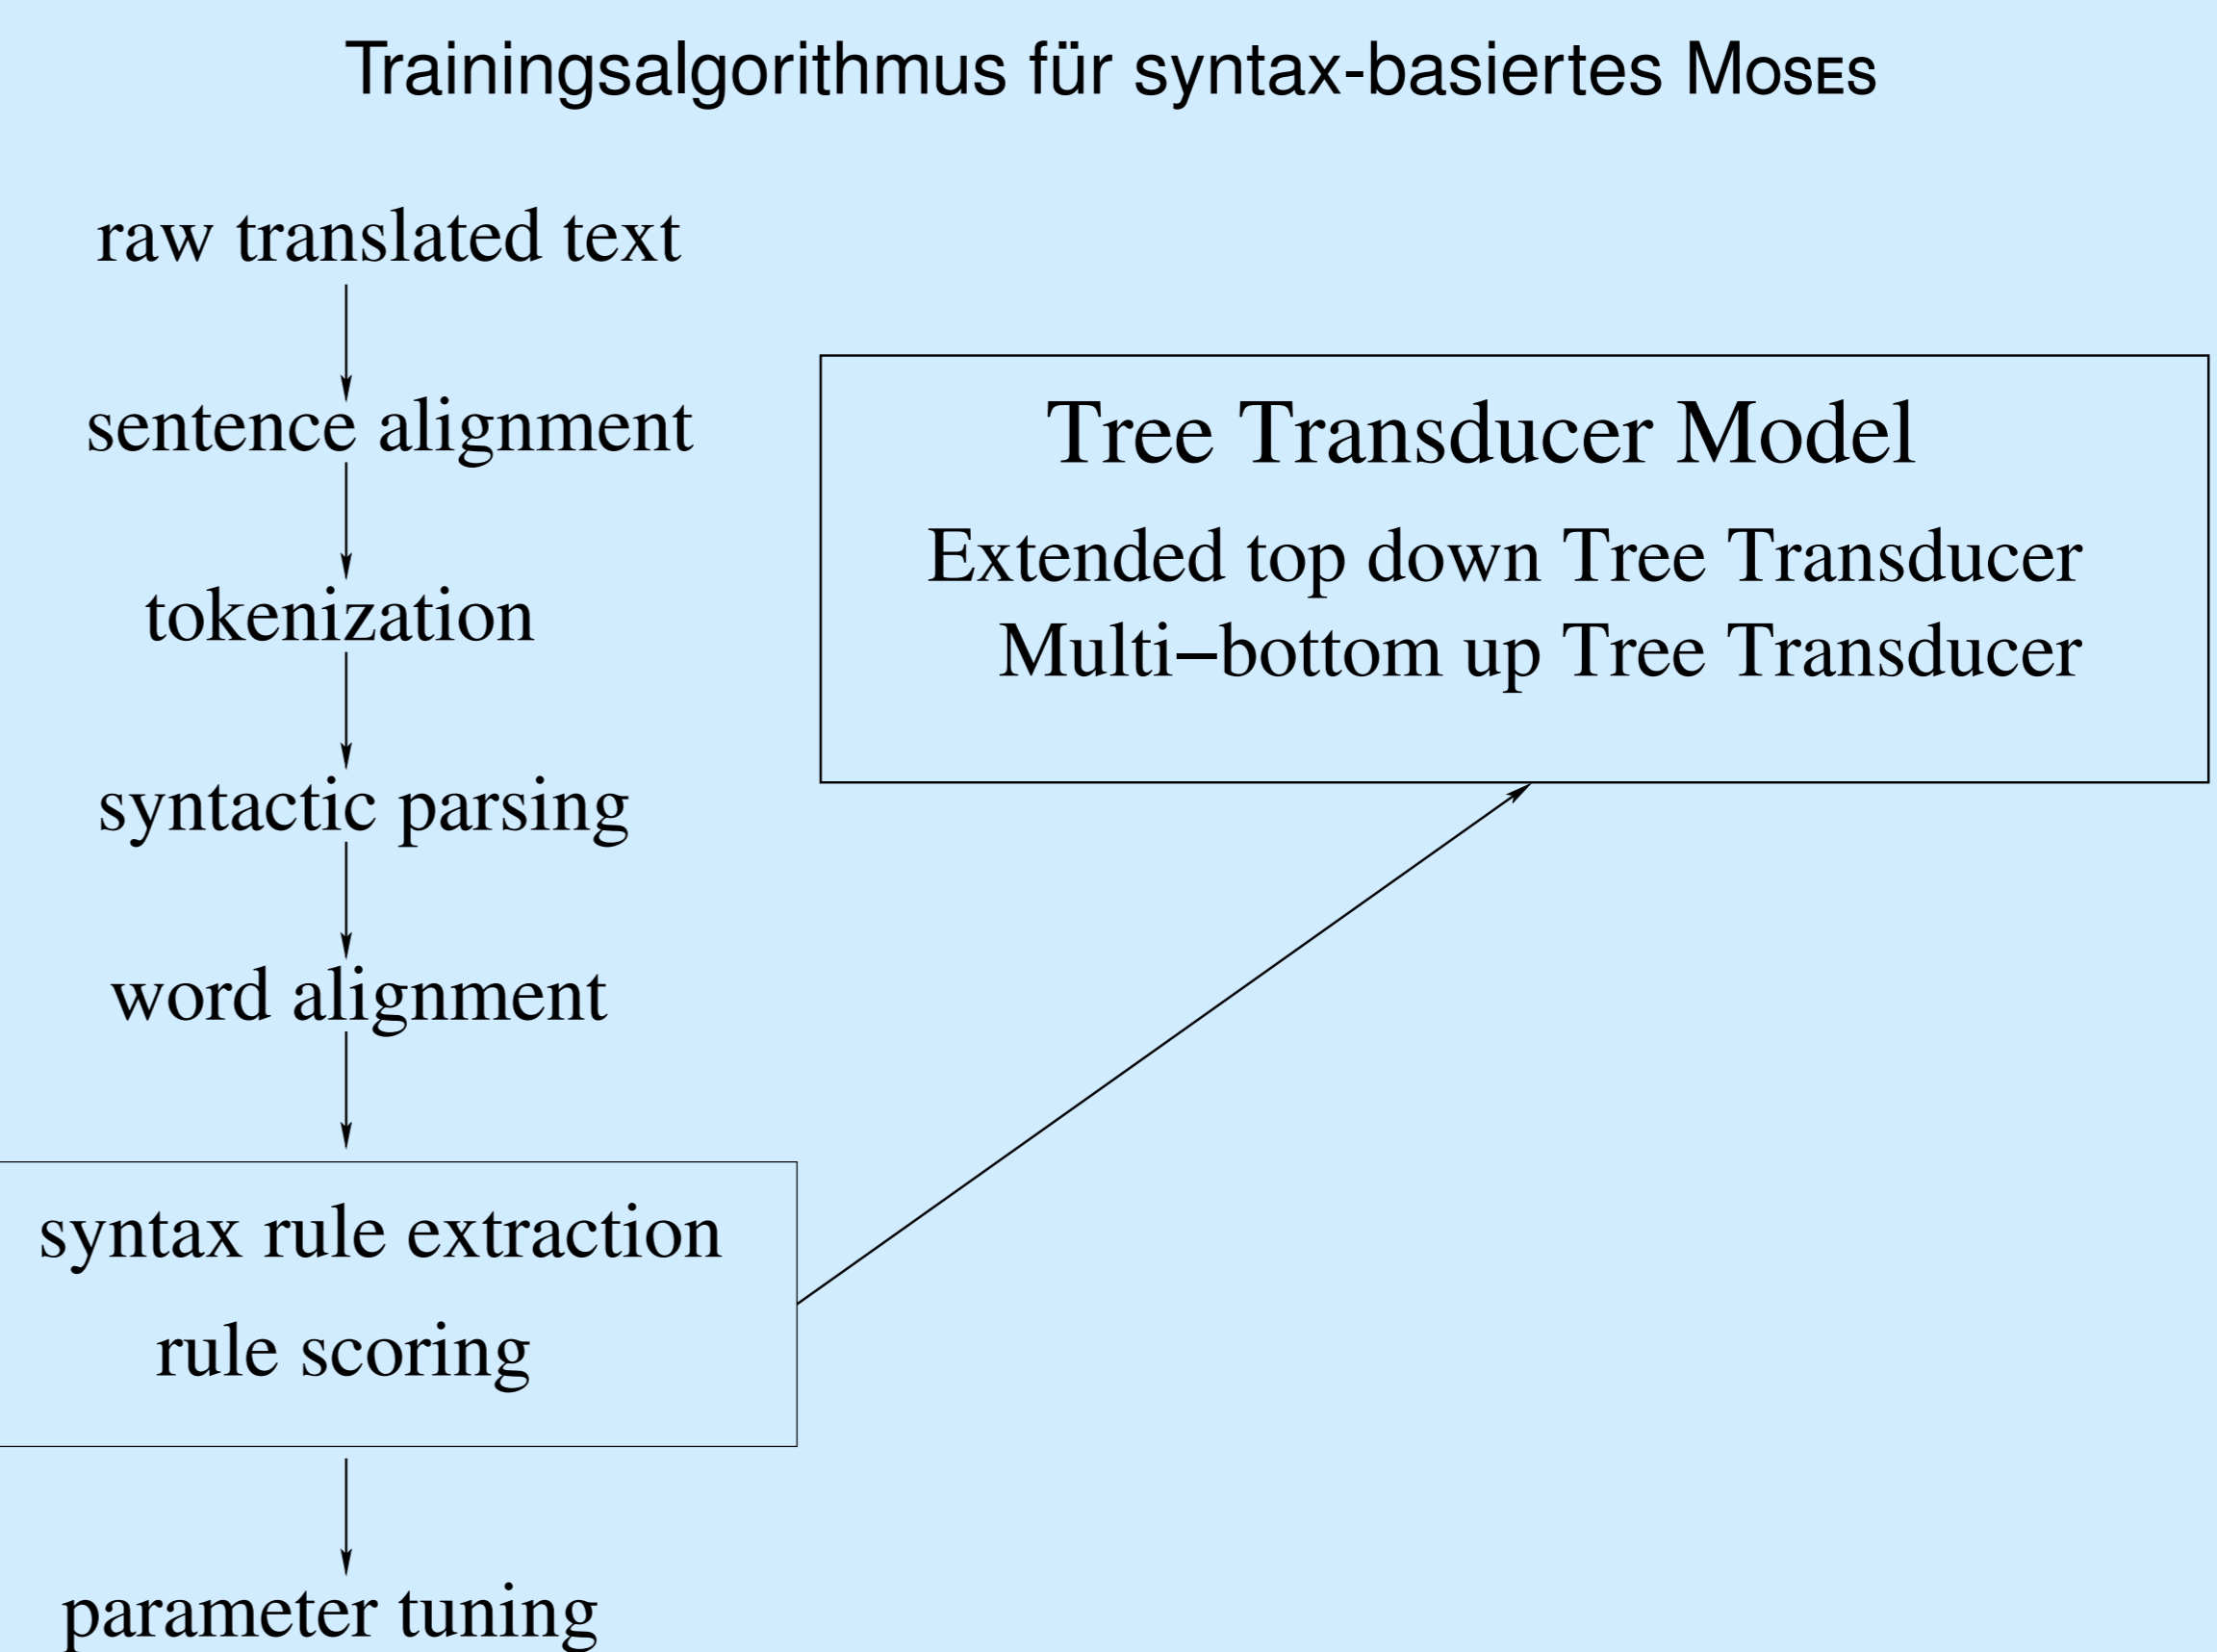 Trainingsalgorithmus für syntax-basiertes MOSES
raw translated text
sentence alignment
tokenization
syntactic parsing
word alignment
syntax rule extraction
rule scoring
parameter tuning
Tree Transducer Model
Extended top down Tree Transducer
Multi−bottom up Tree Transducer